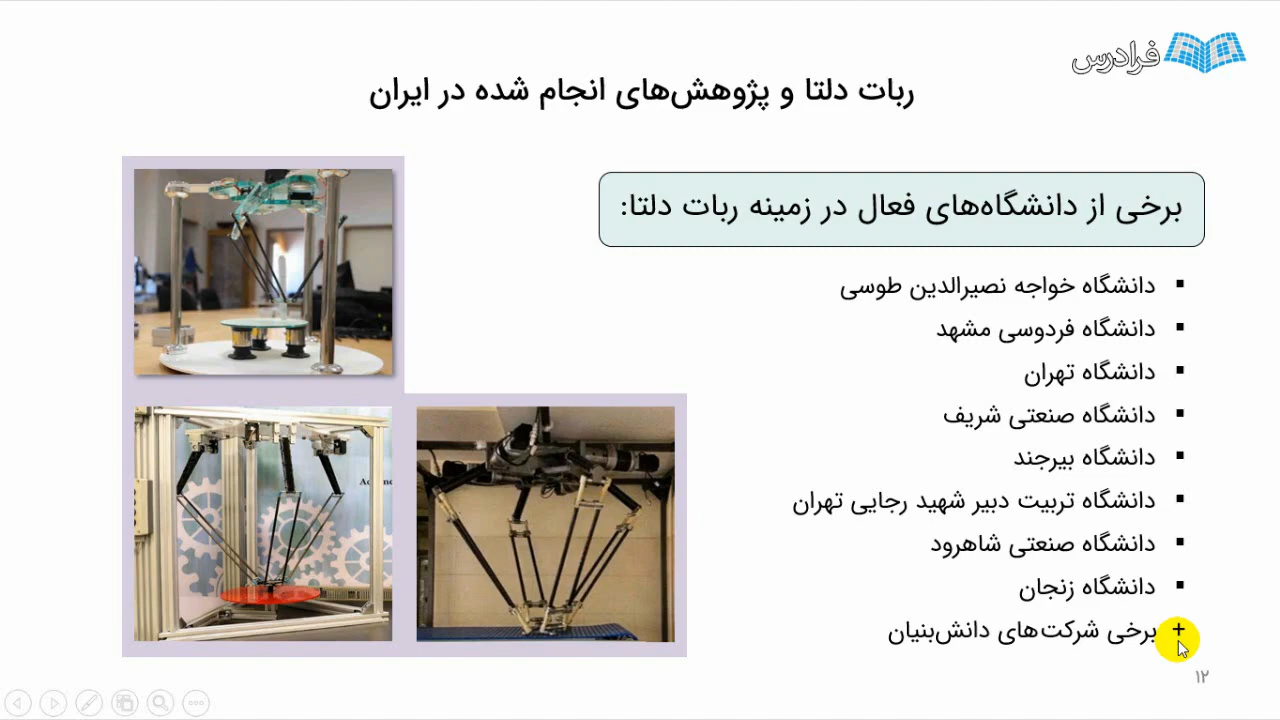 فرادرس
ربات دلتا و پژوهش‌های انجام شده در ایران
برخی از دانشگاه‌های فعال در زمینه ربات دلتا:
▪ دانشگاه خواجه نصیرالدین طوسی
▪ دانشگاه فردوسی مشهد
▪ دانشگاه تهران
▪ دانشگاه صنعتی شریف
▪ دانشگاه بیرجند
▪ دانشگاه تربیت دبیر شهید رجایی تهران
▪ دانشگاه صنعتی شاهرود
▪ دانشگاه زنجان
+ برخی شرکت‌های دانش‌بنیان
۱۲